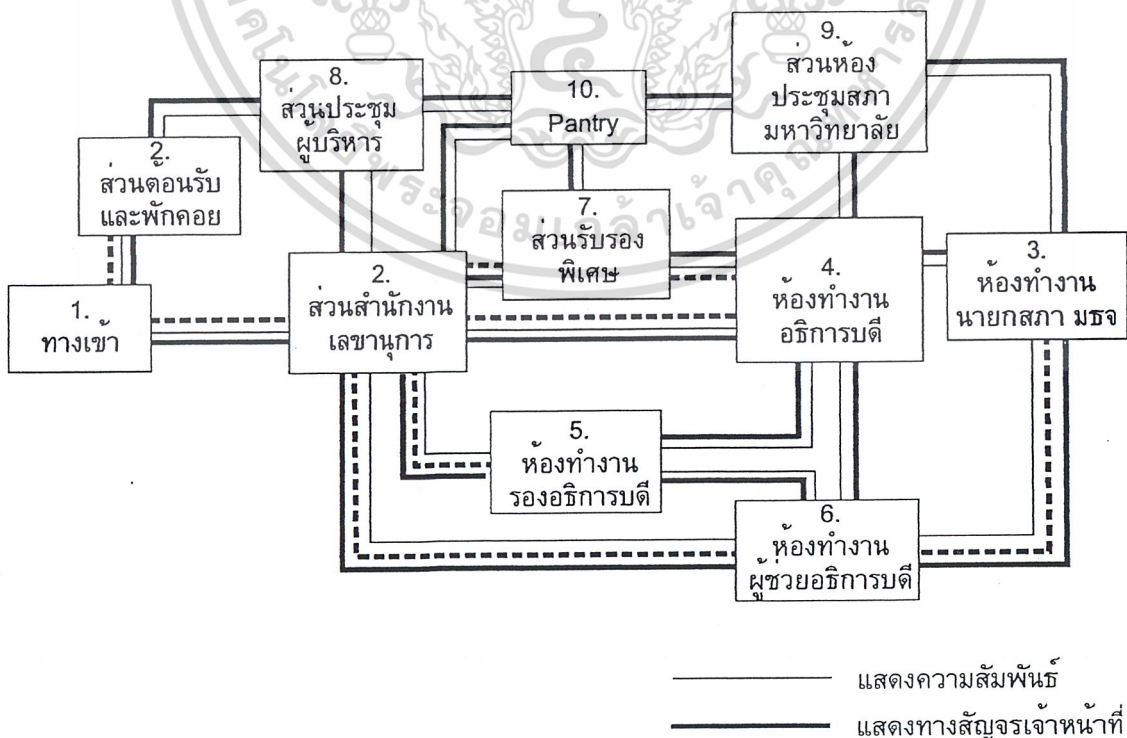 8.
ส่วนประชุม
ผู้บริหาร
10.
Pantry
9.
ส่วนห้อง
ประชุมสภา
มหาวิทยาลัย
2.
ส่วนต้อนรับ
และพักคอย
7.
ส่วนรับรอง
พิเศษ
1.
ทางเข้า
2.
ส่วนสำนักงาน
เลขานุการ
4.
ห้องทำงาน
อธิการบดี
3.
ห้องทำงาน
นายกสภา มธจ
5.
ห้องทำงาน
รองอธิการบดี
6.
ห้องทำงาน
ผู้ช่วยอธิการบดี
แสดงความสัมพันธ์
แสดงทางสัญจรเจ้าหน้าที่